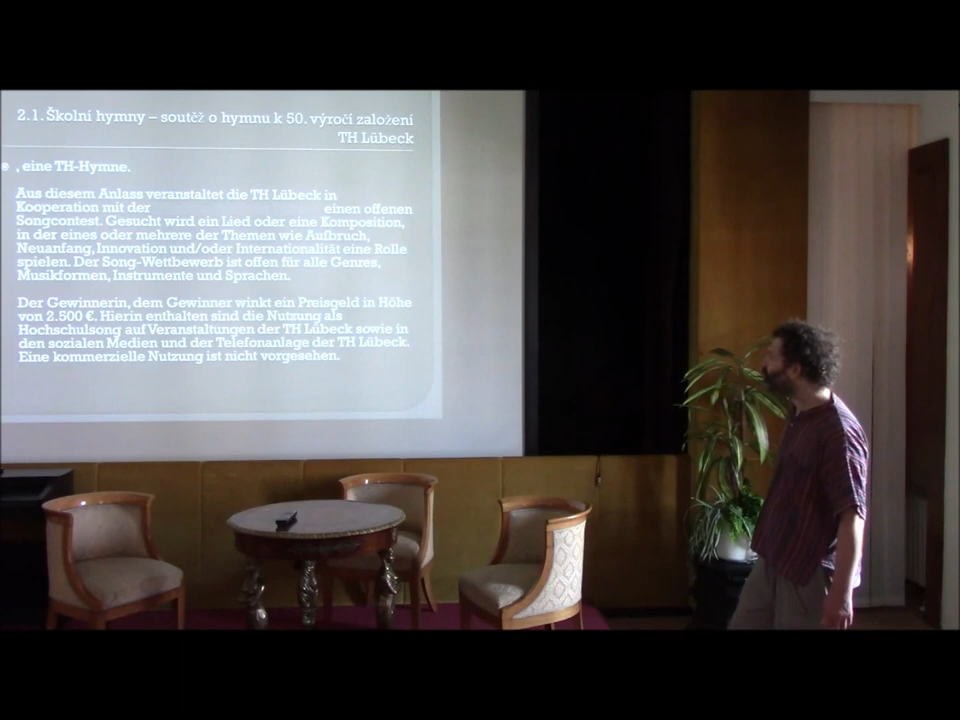 2.1. Školní hymny – soutěž o hymnu k 50. výročí založení
TH Lübeck
, eine TH-Hymne.
Aus diesem Anlass veranstaltet die TH Lübeck in
Kooperation mit der einen offenen
Songcontest. Gesucht wird ein Lied oder eine Komposition,
in der eines oder mehrere der Themen wie Aufbruch,
Neuanfang, Innovation und/oder Internationalität eine Rolle
spielen. Der Song-Wettbewerb ist offen für alle Genres,
Musikformen, Instrumente und Sprachen.
Der Gewinnerin, dem Gewinner winkt ein Preisgeld in Höhe
von 2.500 €. Hierin enthalten sind die Nutzung als
Hochschulsong auf Veranstaltungen der TH Lübeck sowie in
den sozialen Medien und der Telefonanlage der TH Lübeck.
Eine kommerzielle Nutzung ist nicht vorgesehen.